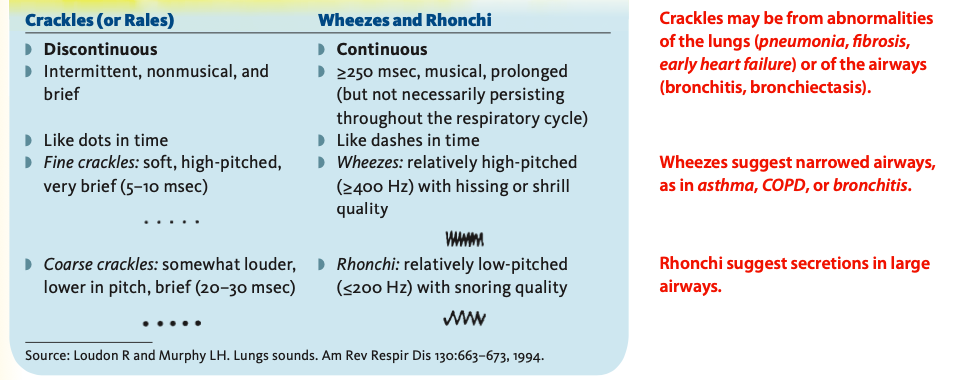 Crackles (or Rales)
Discontinuous
Intermittent, nonmusical, and
brief
Like dots in time
Fine crackles: soft, high-pitched,
very brief (5–10 msec)
Coarse crackles: somewhat louder,
lower in pitch, brief (20–30 msec)
Wheezes and Rhonchi
Continuous
≥250 msec, musical, prolonged
(but not necessarily persisting
throughout the respiratory cycle)
Like dashes in time
Wheezes: relatively high-pitched
(≥400 Hz) with hissing or shrill
quality
Rhonchi: relatively low-pitched
(≤200 Hz) with snoring quality
Source: Loudon R and Murphy LH. Lungs sounds. Am Rev Respir Dis 130:663–673, 1994.
Crackles may be from abnormalities
of the lungs (pneumonia, fibrosis,
early heart failure) or of the airways
(bronchitis, bronchiectasis).
Wheezes suggest narrowed airways,
as in asthma, COPD, or bronchitis.
Rhonchi suggest secretions in large
airways.